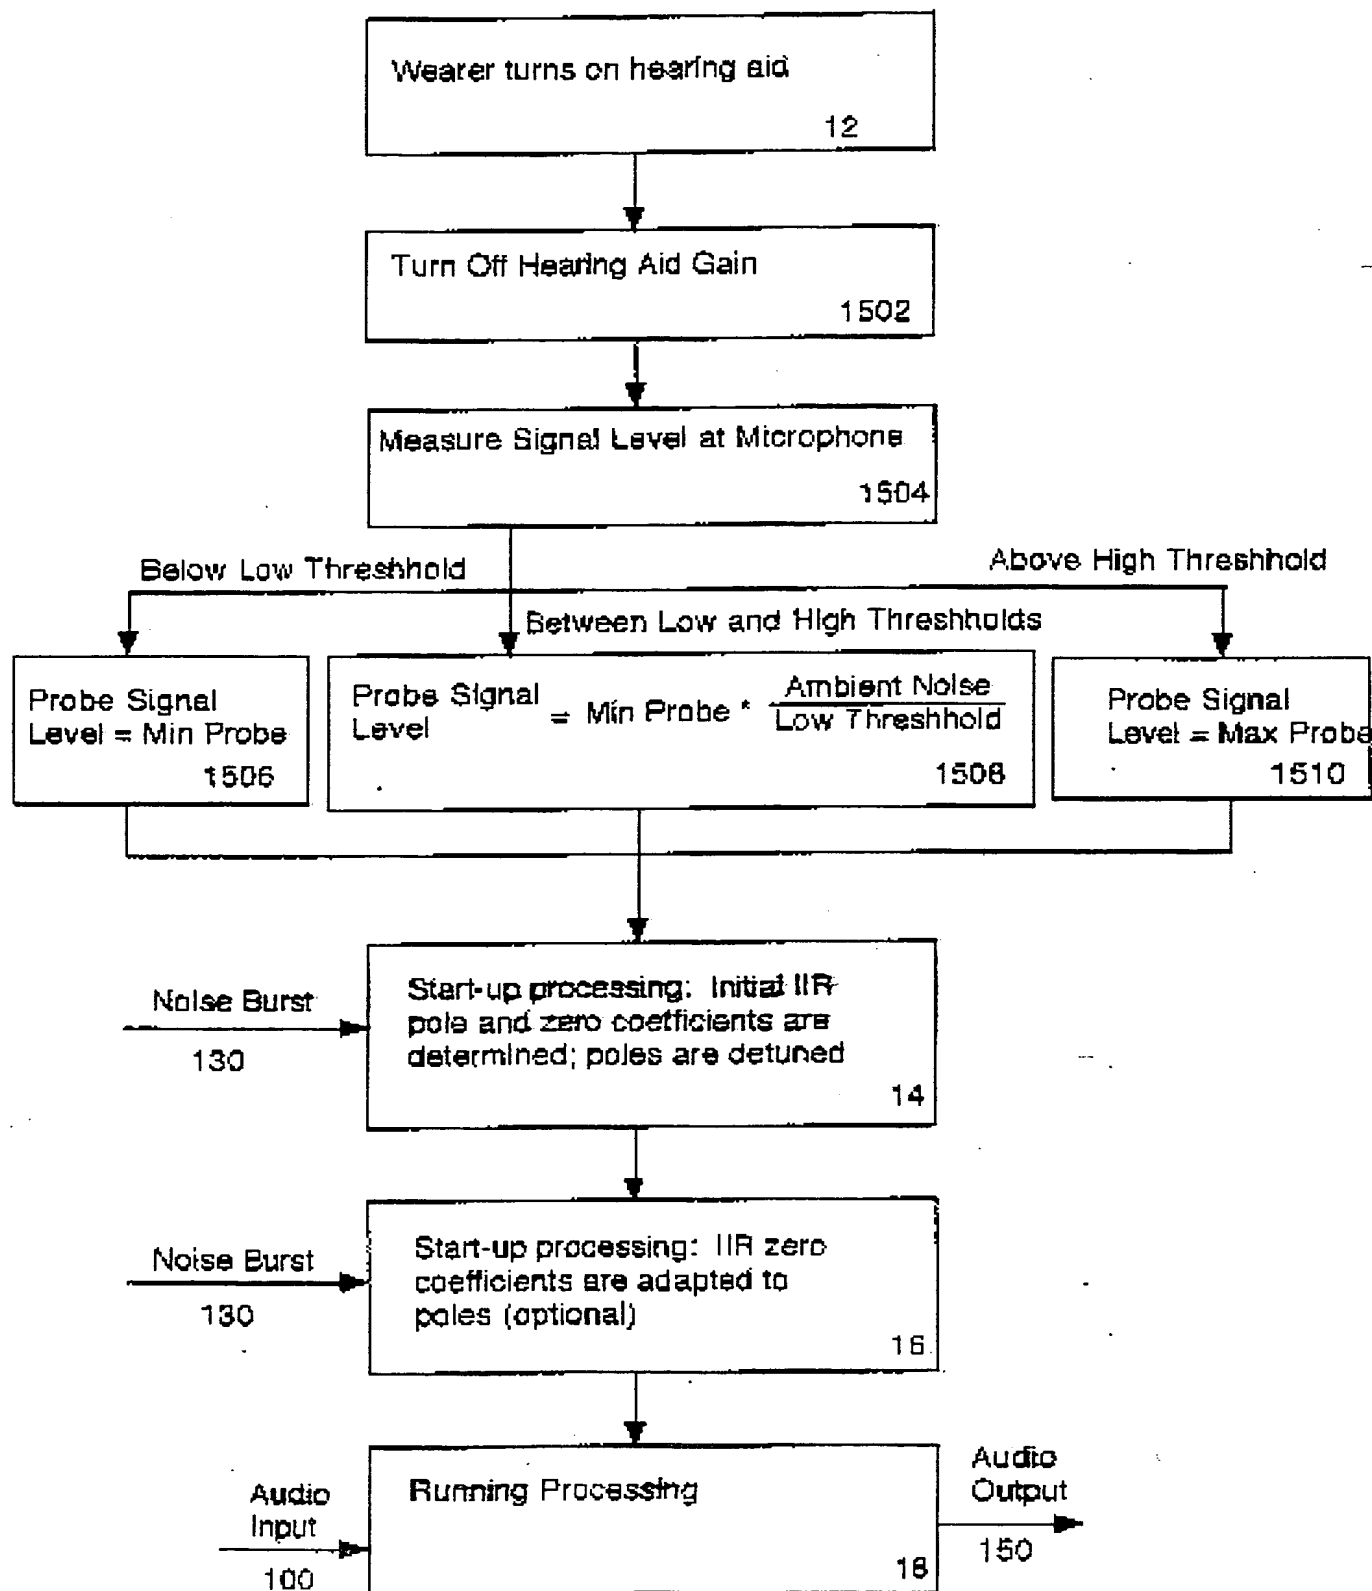 Wearer turns on hearing aid
12
Turn Off Hearing Aid Gain
1502
Measure Signal Level at Microphone
1504
Below Low Threshhold
Above High Threshhold
Between Low and High Threshholds
Probe Signal
Level = Min Probe
1506
Probe Signal
Level
= Min Probe *
Ambient Noise
Low Threshhold
1508
Probe Signal
Level = Max Probe
1510
Noise Burst
130
Start-up processing: Initial IIR
pole and zero coefficients are
determined; poles are detuned
14
Noise Burst
130
Start-up processing: IIR zero
coefficients are adapted to
poles (optional)
16
Audio
Input
100
Running Processing
18
Audio
Output
150